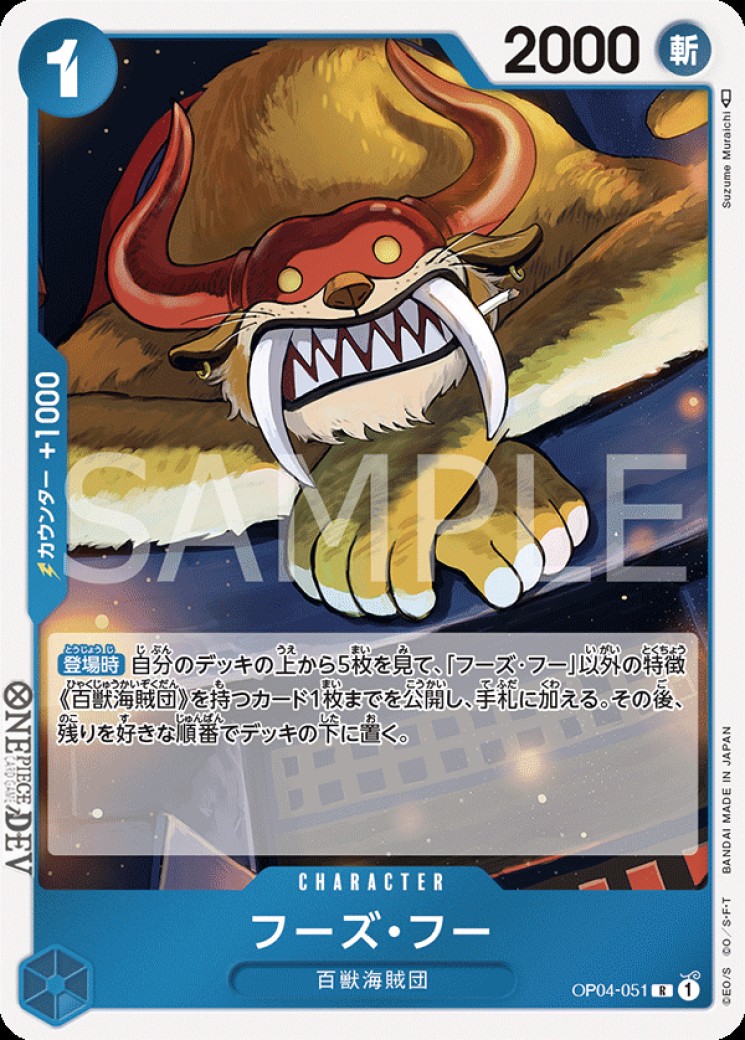 1
2000
斬
Suzume Muraichi
カウンター +1000
SAMPLE
登場時 自分のデッキの上から5枚を見て、「フーズ・フー」以外の特徴
《百獣海賊団》を持つカード1枚までを公開し、手札に加える。その後、
残りを好きな順番でデッキの下に置く。
ONE PIECE
CARD GAME
DEV
BANDAI MADE IN JAPAN
©EO/S ©O/S・F・T
CHARACTER
フーズ・フー
百獣海賊団
OP04-051 R 1